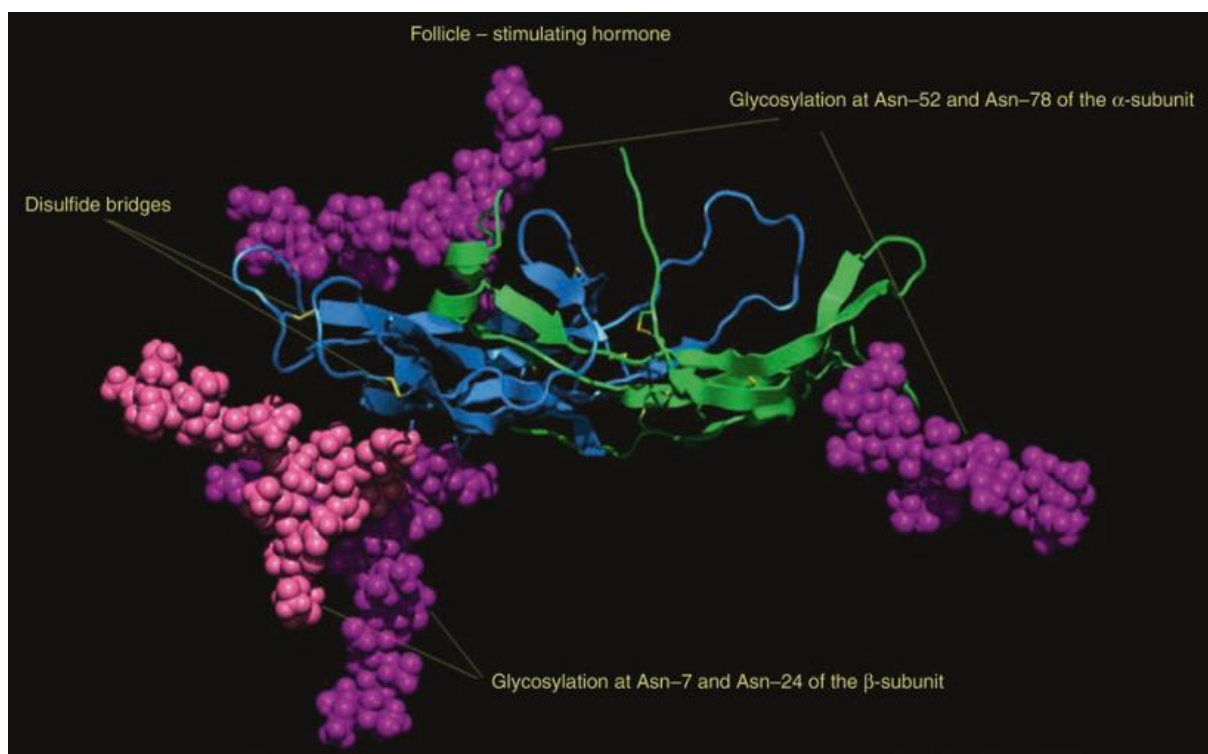 Follicle – stimulating hormone
Glycosylation at Asn–52 and Asn–78 of the α-subunit
Disulfide bridges
Glycosylation at Asn–7 and Asn–24 of the β-subunit